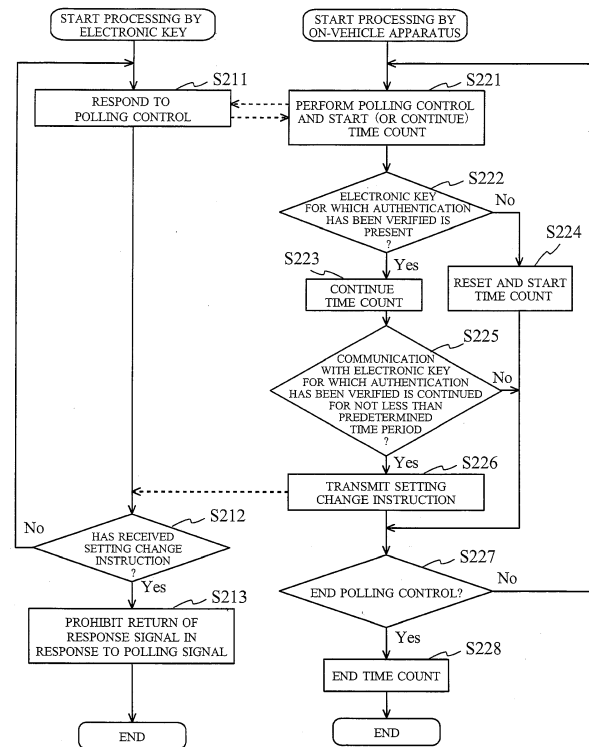 START PROCESSING BY
ELECTRONIC KEY
S211
RESPOND TO
POLLING CONTROL
No
S212
HAS RECEIVED
SETTING CHANGE
INSTRUCTION
?
Yes
S213
PROHIBIT RETURN OF
RESPONSE SIGNAL IN
RESPONSE TO POLLING SIGNAL
END
START PROCESSING BY
ON-VEHICLE APPARATUS
S221
PERFORM POLLING CONTROL
AND START (OR CONTINUE)
TIME COUNT
S222
ELECTRONIC KEY
FOR WHICH AUTHENTICATION
HAS BEEN VERIFIED IS
PRESENT
?
No
Yes
S223
CONTINUE
TIME COUNT
S224
RESET AND START
TIME COUNT
S225
COMMUNICATION
WITH ELECTRONIC KEY
FOR WHICH AUTHENTICATION
HAS BEEN VERIFIED IS CONTINUED
FOR NOT LESS THAN
PREDETERMINED
TIME PERIOD
?
No
Yes
S226
TRANSMIT SETTING
CHANGE INSTRUCTION
S227
END POLLING CONTROL?
No
Yes
S228
END TIME COUNT
END